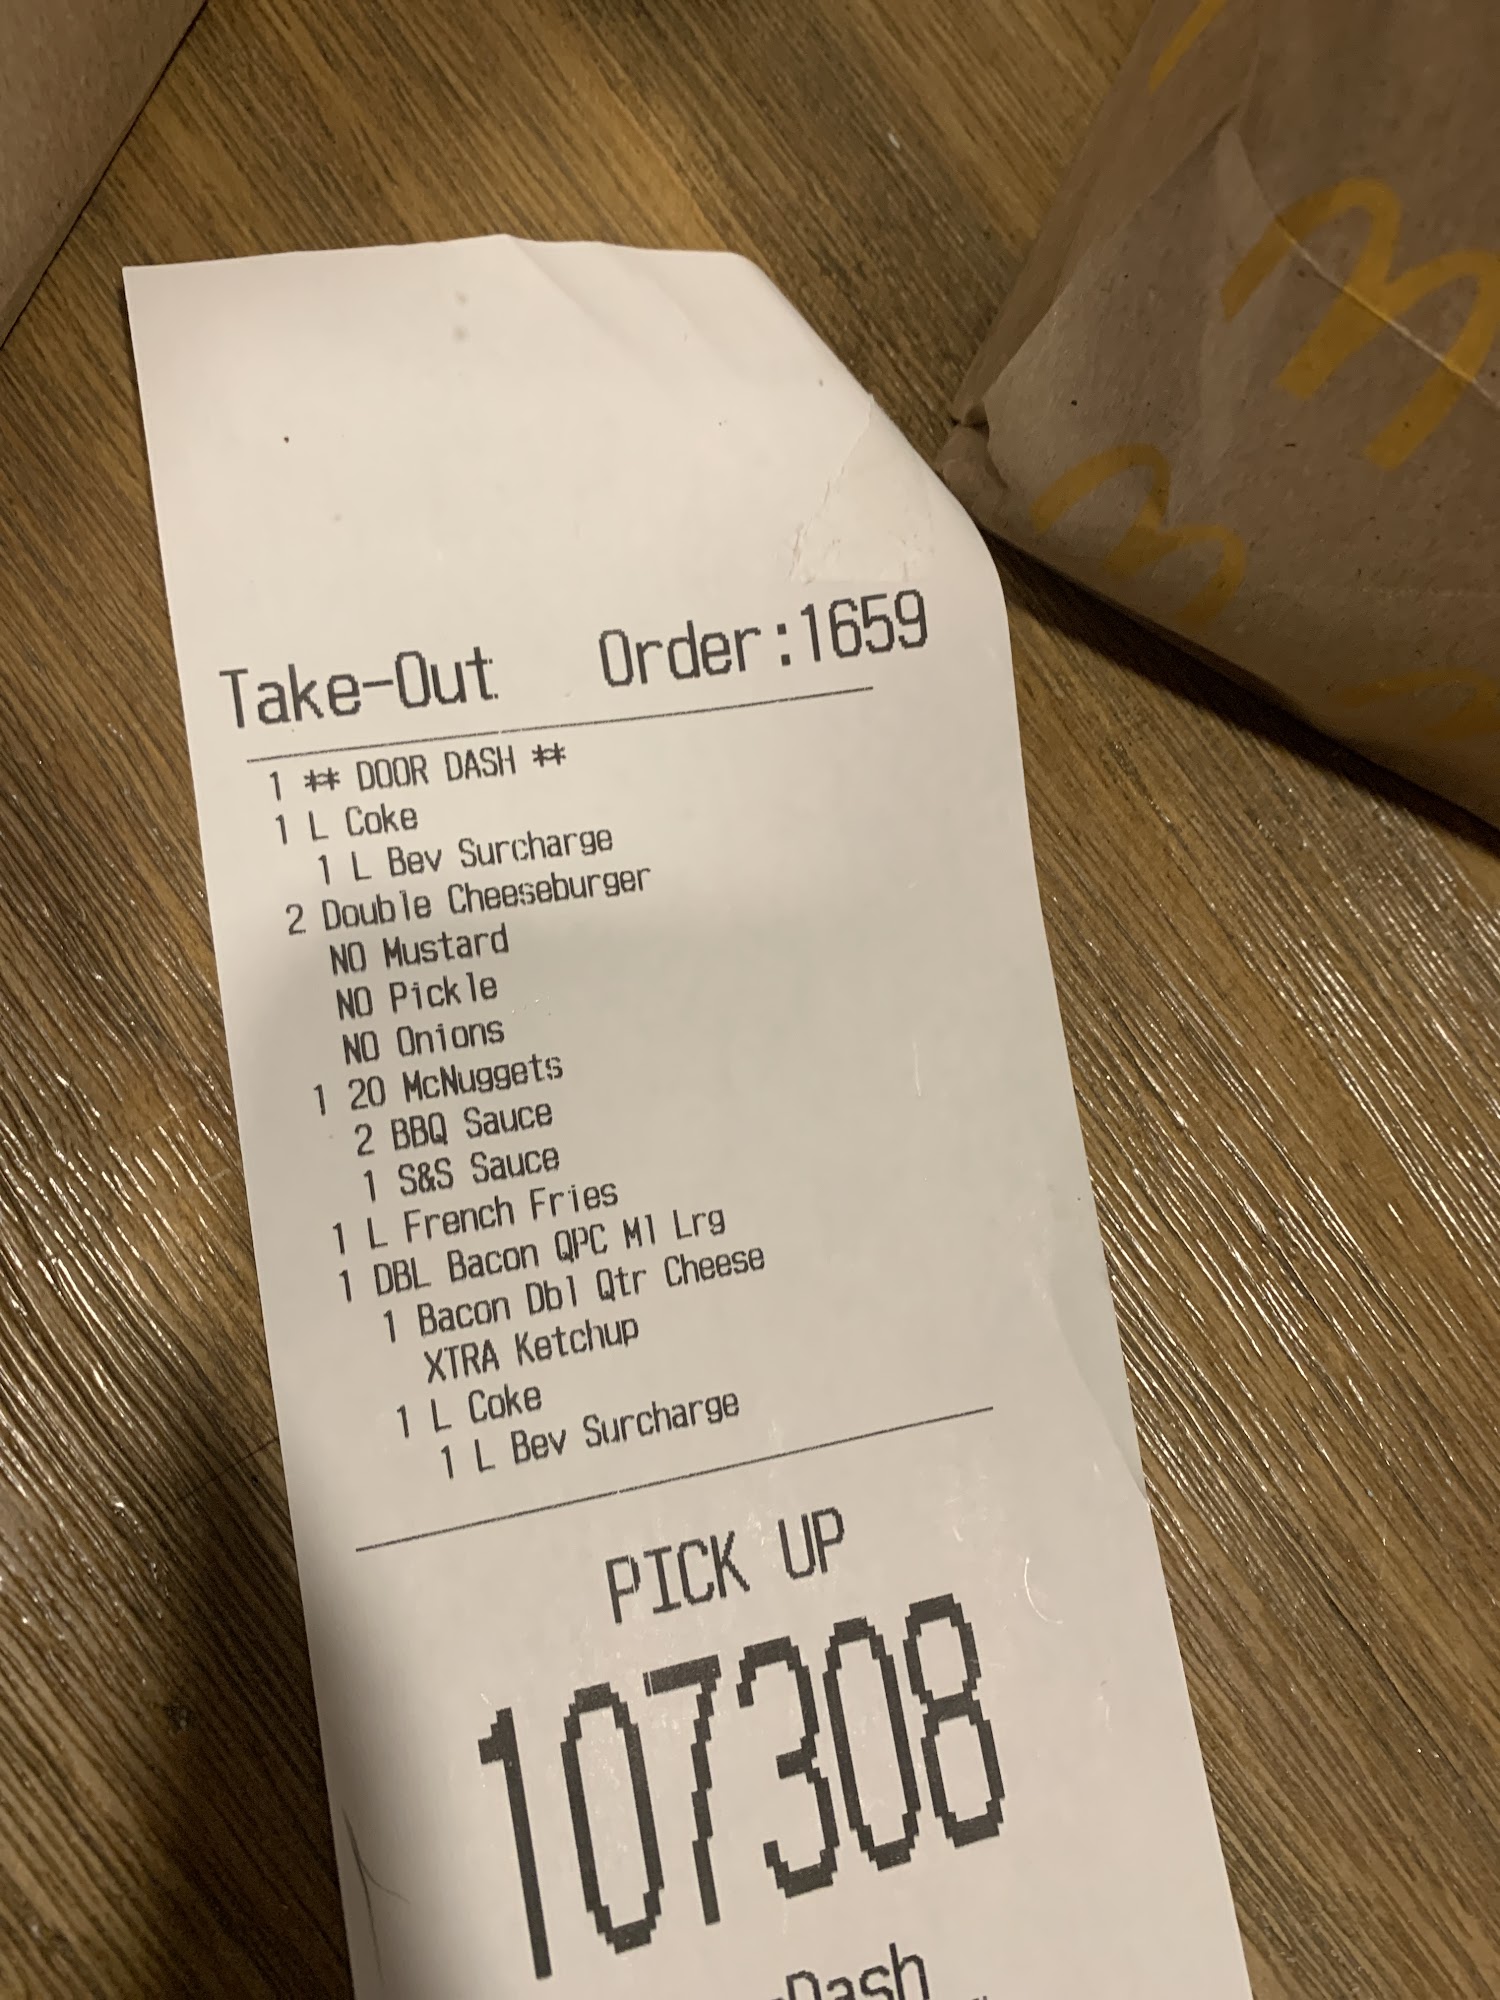 Take-Out Order:1659
1 ** DOOR DASH **
1 L Coke
1 L Bev Surcharge
2 Double Cheeseburger
NO Mustard
NO Pickle
NO Onions
1 20 McNuggets
2 BBQ Sauce
1 S&S Sauce
1 L French Fries
1 DBL Bacon QPC Ml Lrg
1 Bacon Dbl Qtr Cheese
XTRA Ketchup
1 L Coke
1 L Bev Surcharge
PICK UP
107308
Dash